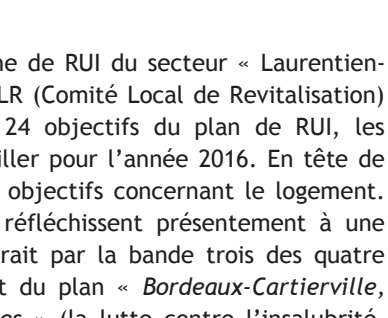 ne de RUI du secteur « Laurentien-
LR (Comité Local de Revitalisation)
24 objectifs du plan de RUI, les
iller pour l'année 2016. En tête de
objectifs concernant le logement.
réfléchissent présentement à une
rait par la bande trois des quatre
t du plan « Bordeaux-Cartierville,
» (la lutte contre l'insalubrité,